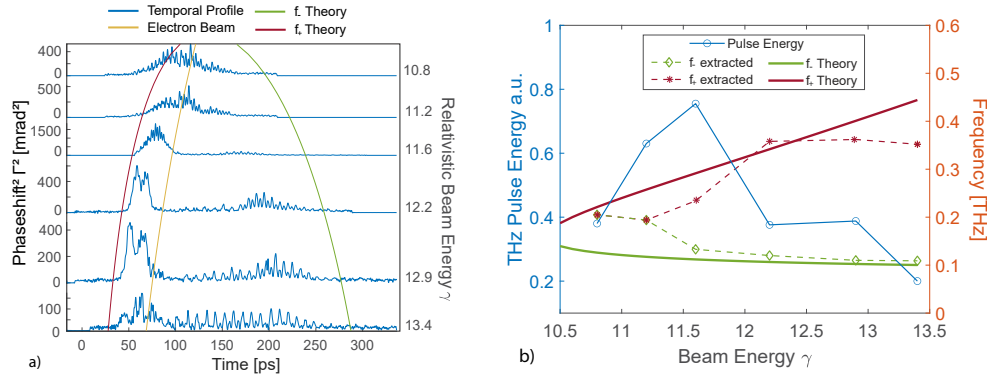 Temporal Profile
f₋ Theory
Electron Beam
f₊ Theory
Phaseshift² Γ² [mrad²]
400
0
500
0
1500
0
400
0
400
0
100
0
10.8
11.2
11.6
12.2
12.9
13.4
Relativistic Beam Energy γ
0
50
100
150
200
250
300
Time [ps]
a)
THz Pulse Energy a.u.
1
0.8
0.6
0.4
0.2
Pulse Energy
f₋ extracted
f₋ Theory
f₊ extracted
f₊ Theory
0.6
0.5
0.4
0.3
0.2
0.1
0
Frequency [THz]
10.5
11
11.5
12
12.5
13
13.5
Beam Energy γ
b)